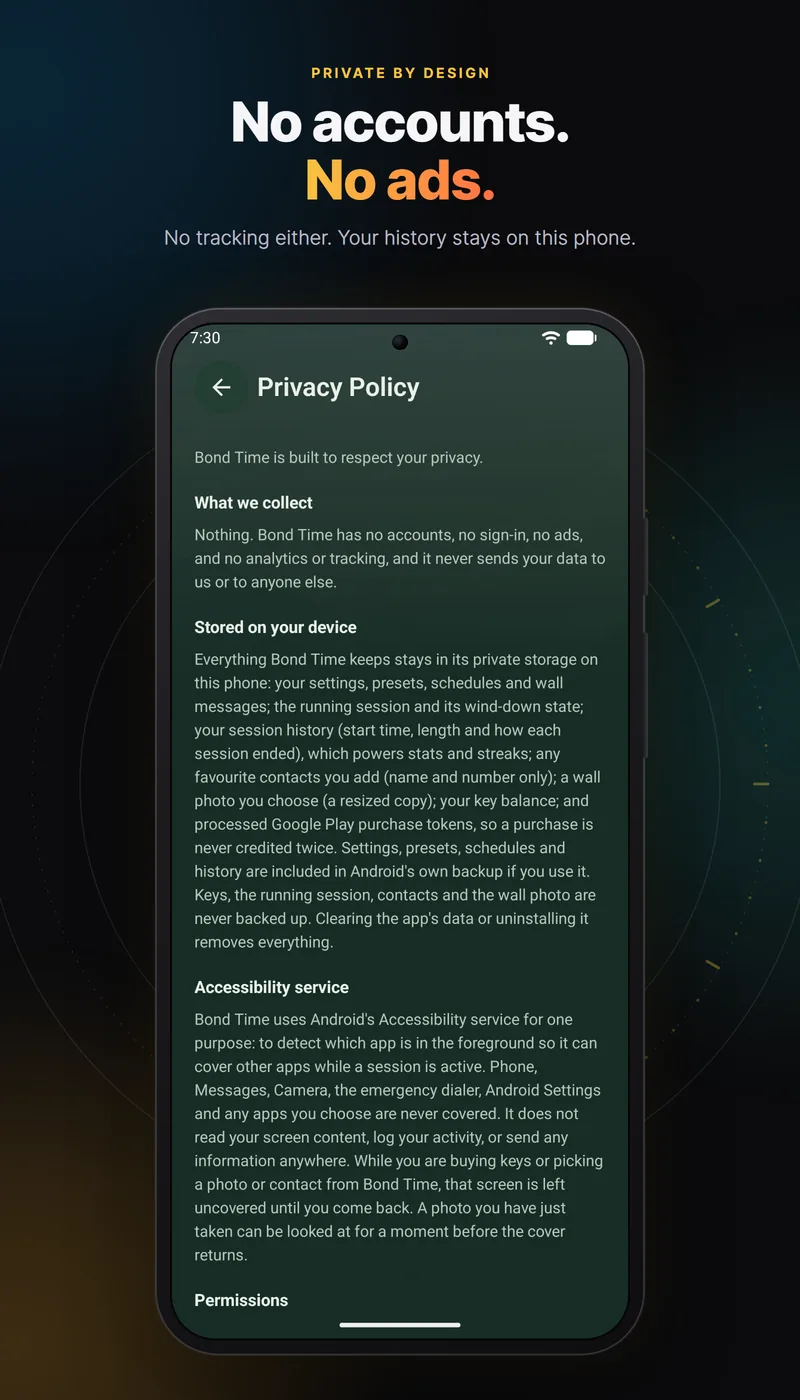 PRIVATE BY DESIGN
No accounts.
No ads.
No tracking either. Your history stays on this phone.
7:30
Privacy Policy
Bond Time is built to respect your privacy.
What we collect
Nothing. Bond Time has no accounts, no sign-in, no ads,
and no analytics or tracking, and it never sends your data to
us or to anyone else.
Stored on your device
Everything Bond Time keeps stays in its private storage on
this phone: your settings, presets, schedules and wall
messages; the running session and its wind-down state;
your session history (start time, length and how each
session ended), which powers stats and streaks; any
favourite contacts you add (name and number only); a wall
photo you choose (a resized copy); your key balance; and
processed Google Play purchase tokens, so a purchase is
never credited twice. Settings, presets, schedules and
history are included in Android's own backup if you use it.
Keys, the running session, contacts and the wall photo are
never backed up. Clearing the app's data or uninstalling it
removes everything.
Accessibility service
Bond Time uses Android's Accessibility service for one
purpose: to detect which app is in the foreground so it can
cover other apps while a session is active. Phone,
Messages, Camera, the emergency dialer, Android Settings
and any apps you choose are never covered. It does not
read your screen content, log your activity, or send any
information anywhere. While you are buying keys or picking
a photo or contact from Bond Time, that screen is left
uncovered until you come back. A photo you have just
taken can be looked at for a moment before the cover
returns.
Permissions